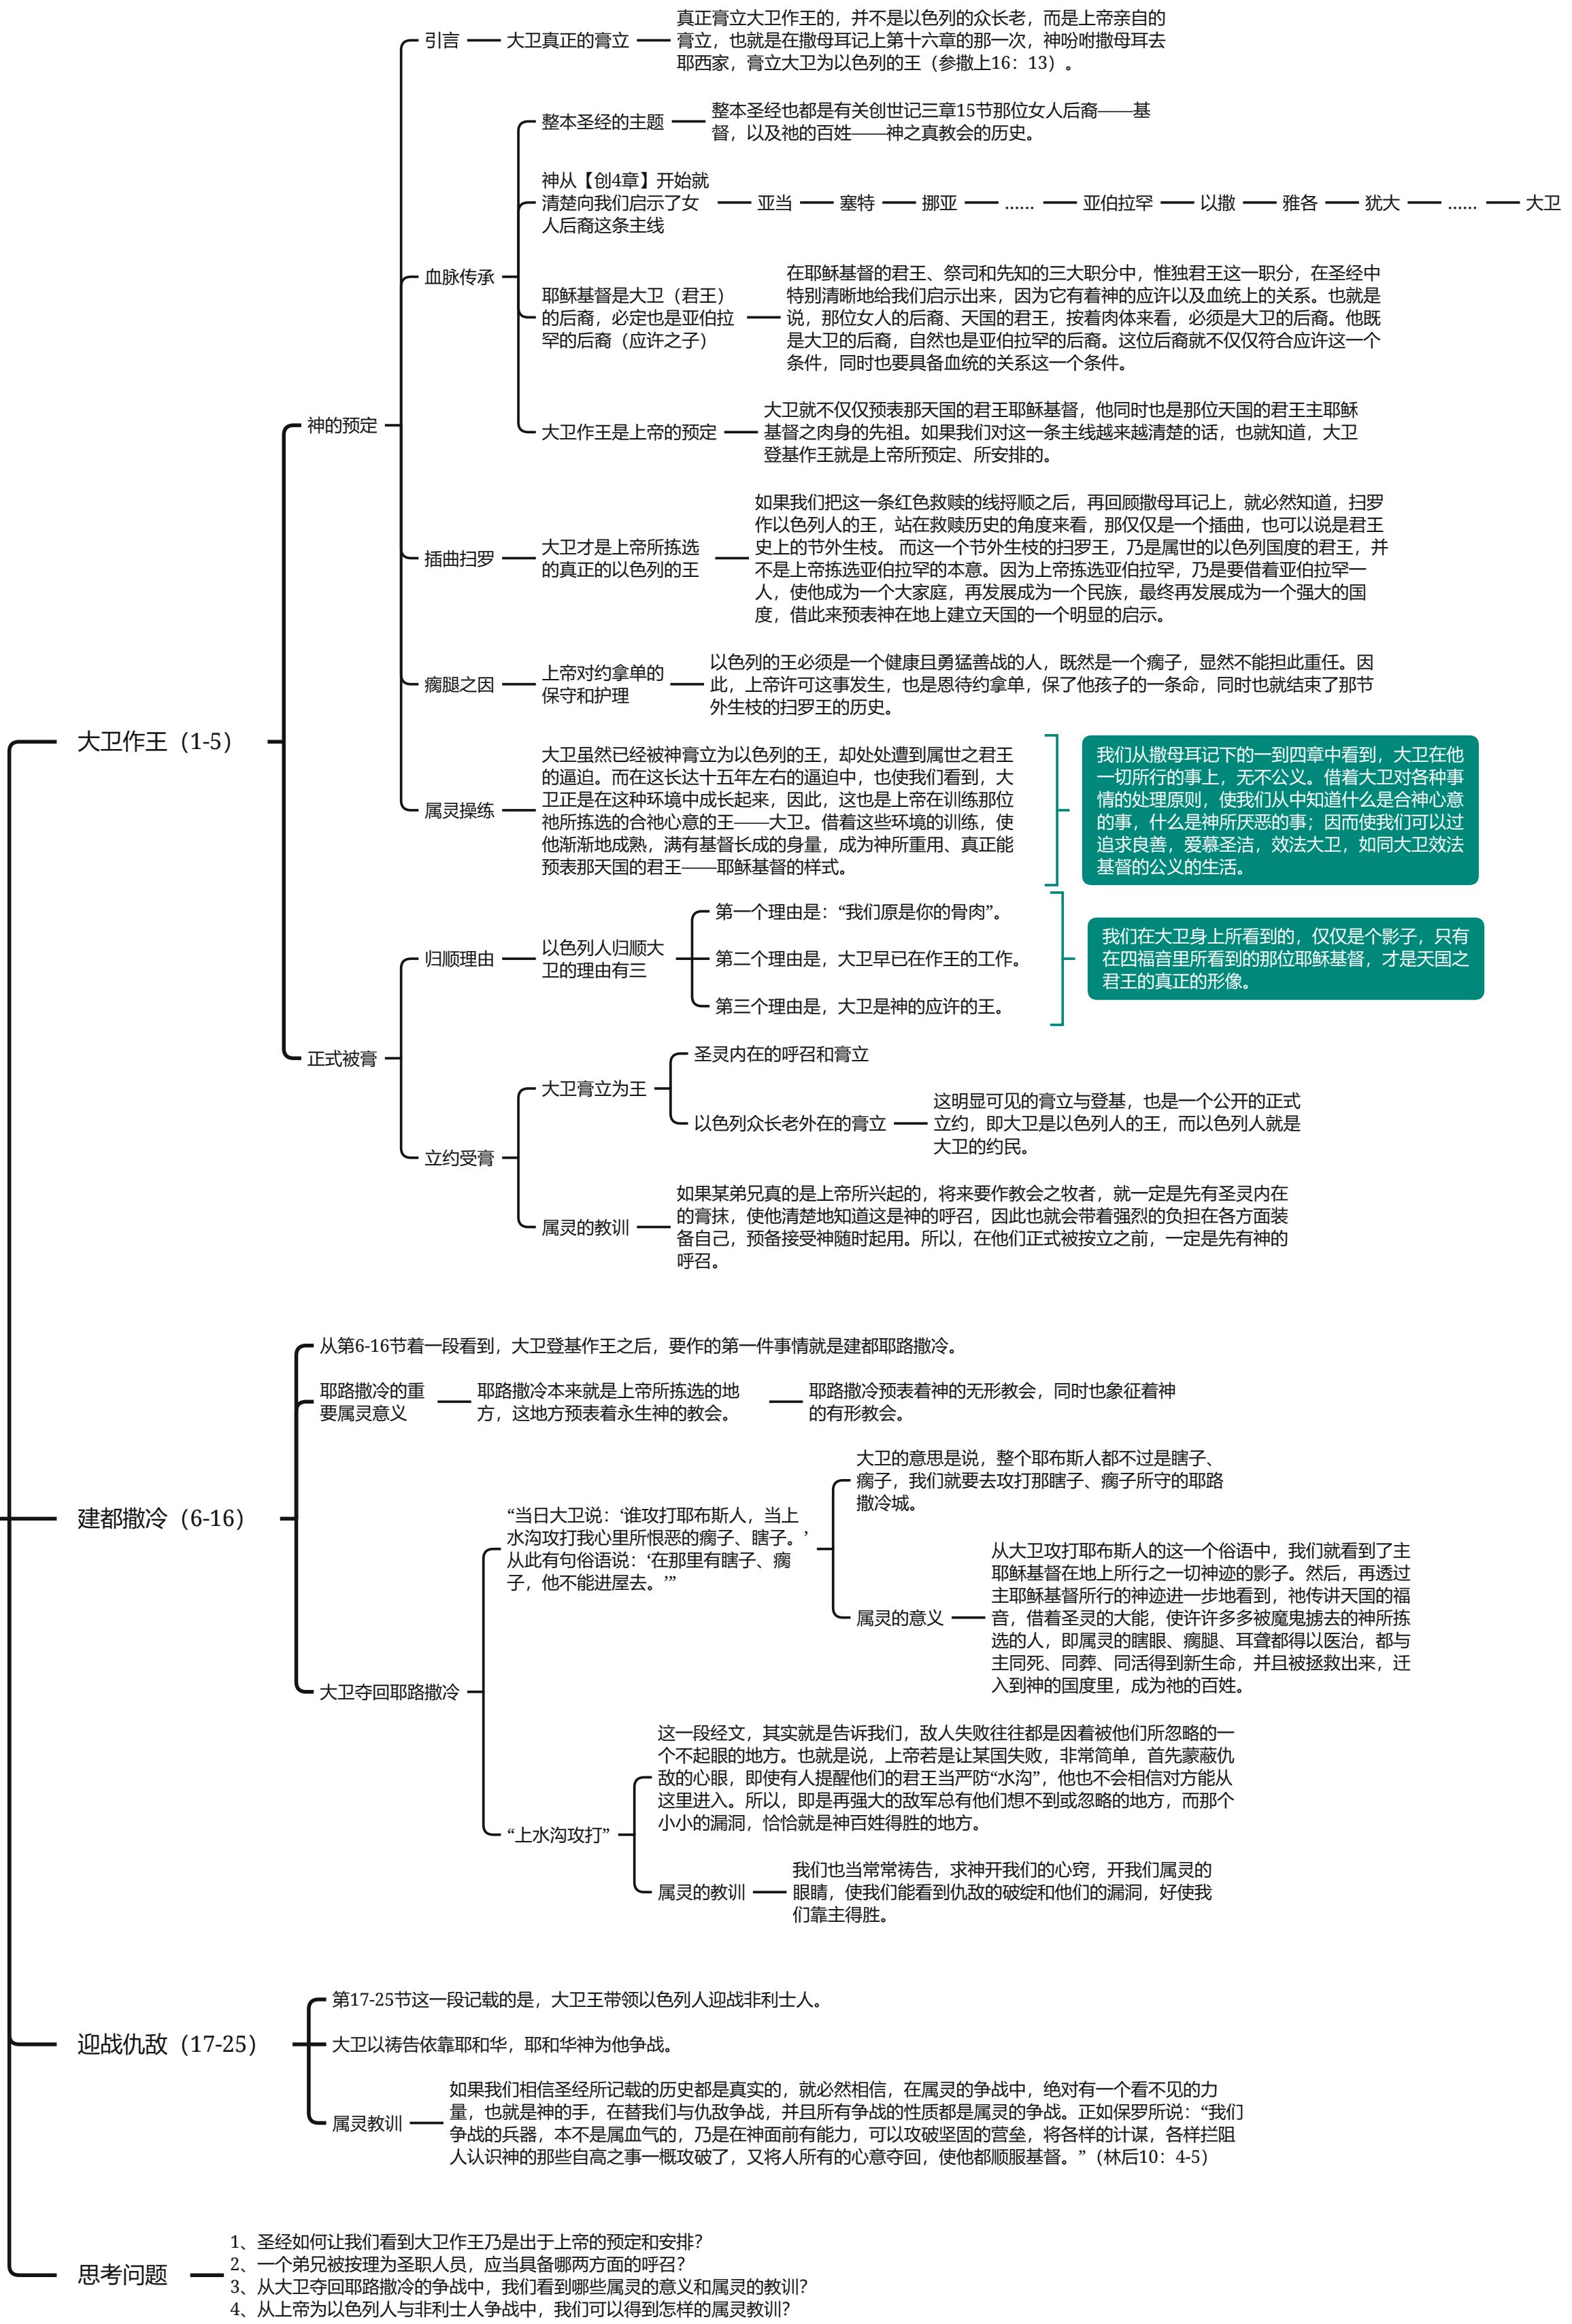 引言
大卫真正的膏立
真正膏立大卫作王的，并不是以色列的众长老，而是上帝亲自的
膏立，也就是在撒母耳记上第十六章的那一次，神吩咐撒母耳去
耶西家，膏立大卫为以色列的王（参撒上16：13）。
整本圣经的主题
整本圣经也都是有关创世记三章15节那位女人后裔——基
督，以及祂的百姓——神之真教会的历史。
神从【创4章】开始就
清楚向我们启示了女
人后裔这条主线
亚当
塞特
挪亚
……
亚伯拉罕
以撒
雅各
犹大
……
大卫
血脉传承
耶稣基督是大卫（君王）
的后裔，必定也是亚伯拉
罕的后裔（应许之子）
在耶稣基督的君王、祭司和先知的三大职分中，惟独君王这一职分，在圣经中
特别清晰地给我们启示出来，因为它有着神的应许以及血统上的关系。也就是
说，那位女人的后裔、天国的君王，按着肉体来看，必须是大卫的后裔。他既
是大卫的后裔，自然也是亚伯拉罕的后裔。这位后裔就不仅仅符合应许这一个
条件，同时也要具备血统的关系这一个条件。
大卫作王是上帝的预定
大卫就不仅仅预表那天国的君王耶稣基督，他同时也是那位天国的君王主耶稣
基督之肉身的先祖。如果我们对这一条主线越来越清楚的话，也就知道，大卫
登基作王就是上帝所预定、所安排的。
神的预定
插曲扫罗
大卫才是上帝所拣选
的真正的以色列的王
如果我们把这一条红色救赎的线捋顺之后，再回顾撒母耳记上，就必然知道，扫罗
作以色列人的王，站在救赎历史的角度来看，那仅仅是一个插曲，也可以说是君王
史上的节外生枝。 而这一个节外生枝的扫罗王，乃是属世的以色列国度的君王，并
不是上帝拣选亚伯拉罕的本意。因为上帝拣选亚伯拉罕，乃是要借着亚伯拉罕一
人，使他成为一个大家庭，再发展成为一个民族，最终再发展成为一个强大的国
度，借此来预表神在地上建立天国的一个明显的启示。
瘸腿之因
上帝对约拿单的
保守和护理
以色列的王必须是一个健康且勇猛善战的人，既然是一个瘸子，显然不能担此重任。因
此，上帝许可这事发生，也是恩待约拿单，保了他孩子的一条命，同时也就结束了那节
外生枝的扫罗王的历史。
大卫作王（1-5）
属灵操练
大卫虽然已经被神膏立为以色列的王，却处处遭到属世之君王
的逼迫。而在这长达十五年左右的逼迫中，也使我们看到，大
卫正是在这种环境中成长起来，因此，这也是上帝在训练那位
祂所拣选的合祂心意的王——大卫。借着这些环境的训练，使
他渐渐地成熟，满有基督长成的身量，成为神所重用、真正能
预表那天国的君王——耶稣基督的样式。
我们从撒母耳记下的一到四章中看到，大卫在他
一切所行的事上，无不公义。借着大卫对各种事
情的处理原则，使我们从中知道什么是合神心意
的事，什么是神所厌恶的事；因而使我们可以过
追求良善，爱慕圣洁，效法大卫，如同大卫效法
基督的公义的生活。
归顺理由
以色列人归顺大
卫的理由有三
第一个理由是：“我们原是你的骨肉”。
第二个理由是，大卫早已在作王的工作。
第三个理由是，大卫是神的应许的王。
我们在大卫身上所看到的，仅仅是个影子，只有
在四福音里所看到的那位耶稣基督，才是天国之
君王的真正的形像。
正式被膏
立约受膏
大卫膏立为王
圣灵内在的呼召和膏立
以色列众长老外在的膏立
这明显可见的膏立与登基，也是一个公开的正式
立约，即大卫是以色列人的王，而以色列人就是
大卫的约民。
属灵的教训
如果某弟兄真的是上帝所兴起的，将来要作教会之牧者，就一定是先有圣灵内在
的膏抹，使他清楚地知道这是神的呼召，因此也就会带着强烈的负担在各方面装
备自己，预备接受神随时起用。所以，在他们正式被按立之前，一定是先有神的
呼召。
建都撒冷（6-16）
从第6-16节着一段看到，大卫登基作王之后，要作的第一件事情就是建都耶路撒冷。
耶路撒冷的重
要属灵意义
耶路撒冷本来就是上帝所拣选的地
方，这地方预表着永生神的教会。
耶路撒冷预表着神的无形教会，同时也象征着神
的有形教会。
大卫夺回耶路撒冷
“当日大卫说：‘谁攻打耶布斯人，当上
水沟攻打我心里所恨恶的瘸子、瞎子。’
从此有句俗语说：‘在那里有瞎子、瘸
子，他不能进屋去。’”
大卫的意思是说，整个耶布斯人都不过是瞎子、
瘸子，我们就要去攻打那瞎子、瘸子所守的耶路
撒冷城。
属灵的意义
从大卫攻打耶布斯人的这一个俗语中，我们就看到了主
耶稣基督在地上所行之一切神迹的影子。然后，再透过
主耶稣基督所行的神迹进一步地看到，祂传讲天国的福
音，借着圣灵的大能，使许许多多被魔鬼掳去的神所拣
选的人，即属灵的瞎眼、瘸腿、耳聋都得以医治，都与
主同死、同葬、同活得到新生命，并且被拯救出来，迁
入到神的国度里，成为祂的百姓。
“上水沟攻打”
这一段经文，其实就是告诉我们，敌人失败往往都是因着被他们所忽略的一
个不起眼的地方。也就是说，上帝若是让某国失败，非常简单，首先蒙蔽仇
敌的心眼，即使有人提醒他们的君王当严防“水沟”，他也不会相信对方能从
这里进入。所以，即是再强大的敌军总有他们想不到或忽略的地方，而那个
小小的漏洞，恰恰就是神百姓得胜的地方。
属灵的教训
我们也当常常祷告，求神开我们的心窍，开我们属灵的
眼睛，使我们能看到仇敌的破绽和他们的漏洞，好使我
们靠主得胜。
迎战仇敌（17-25）
第17-25节这一段记载的是，大卫王带领以色列人迎战非利士人。
大卫以祷告依靠耶和华，耶和华神为他争战。
属灵教训
如果我们相信圣经所记载的历史都是真实的，就必然相信，在属灵的争战中，绝对有一个看不见的力
量，也就是神的手，在替我们与仇敌争战，并且所有争战的性质都是属灵的争战。正如保罗所说：“我们
争战的兵器，本不是属血气的，乃是在神面前有能力，可以攻破坚固的营垒，将各样的计谋，各样拦阻
人认识神的那些自高之事一概攻破了，又将人所有的心意夺回，使他都顺服基督。”（林后10：4-5）
思考问题
1、圣经如何让我们看到大卫作王乃是出于上帝的预定和安排？
2、一个弟兄被按理为圣职人员，应当具备哪两方面的呼召？
3、从大卫夺回耶路撒冷的争战中，我们看到哪些属灵的意义和属灵的教训？
4、从上帝为以色列人与非利士人争战中，我们可以得到怎样的属灵教训？